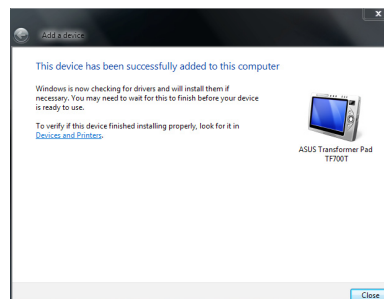 Add a device
This device has been successfully added to this computer
Windows is now checking for drivers and will install them if
necessary. You may need to wait for this to finish before your device
is ready to use.
To verify if this device finished installing properly, look for it in
Devices and Printers.
ASUS Transformer Pad
TF700T
Close